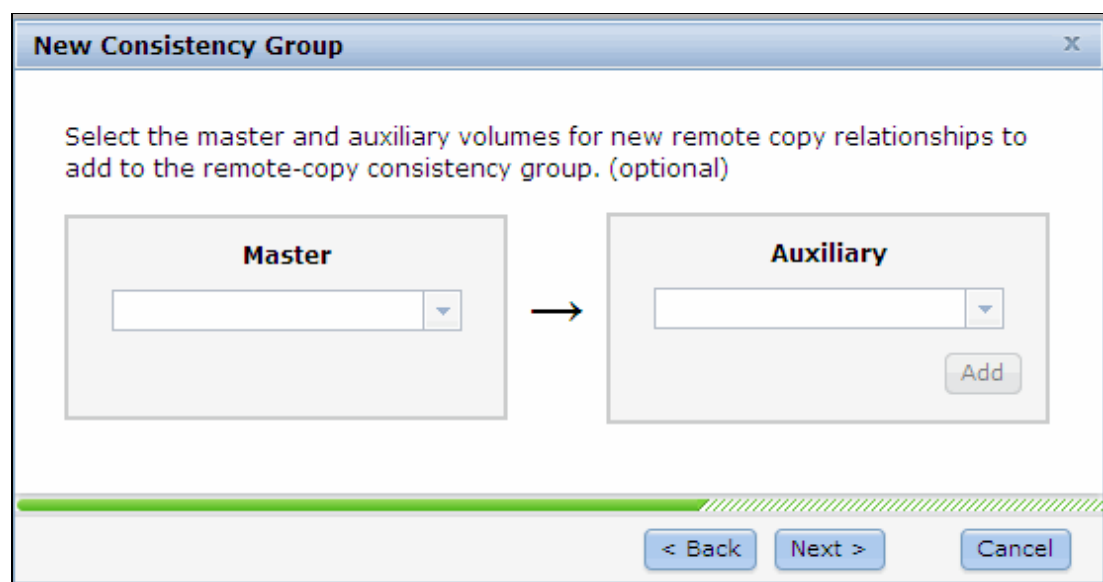 New Consistency Group x
Select the master and auxiliary volumes for new remote copy relationships to
add to the remote-copy consistency group. (optional)
Master
Auxiliary
Add
< Back Next > Cancel